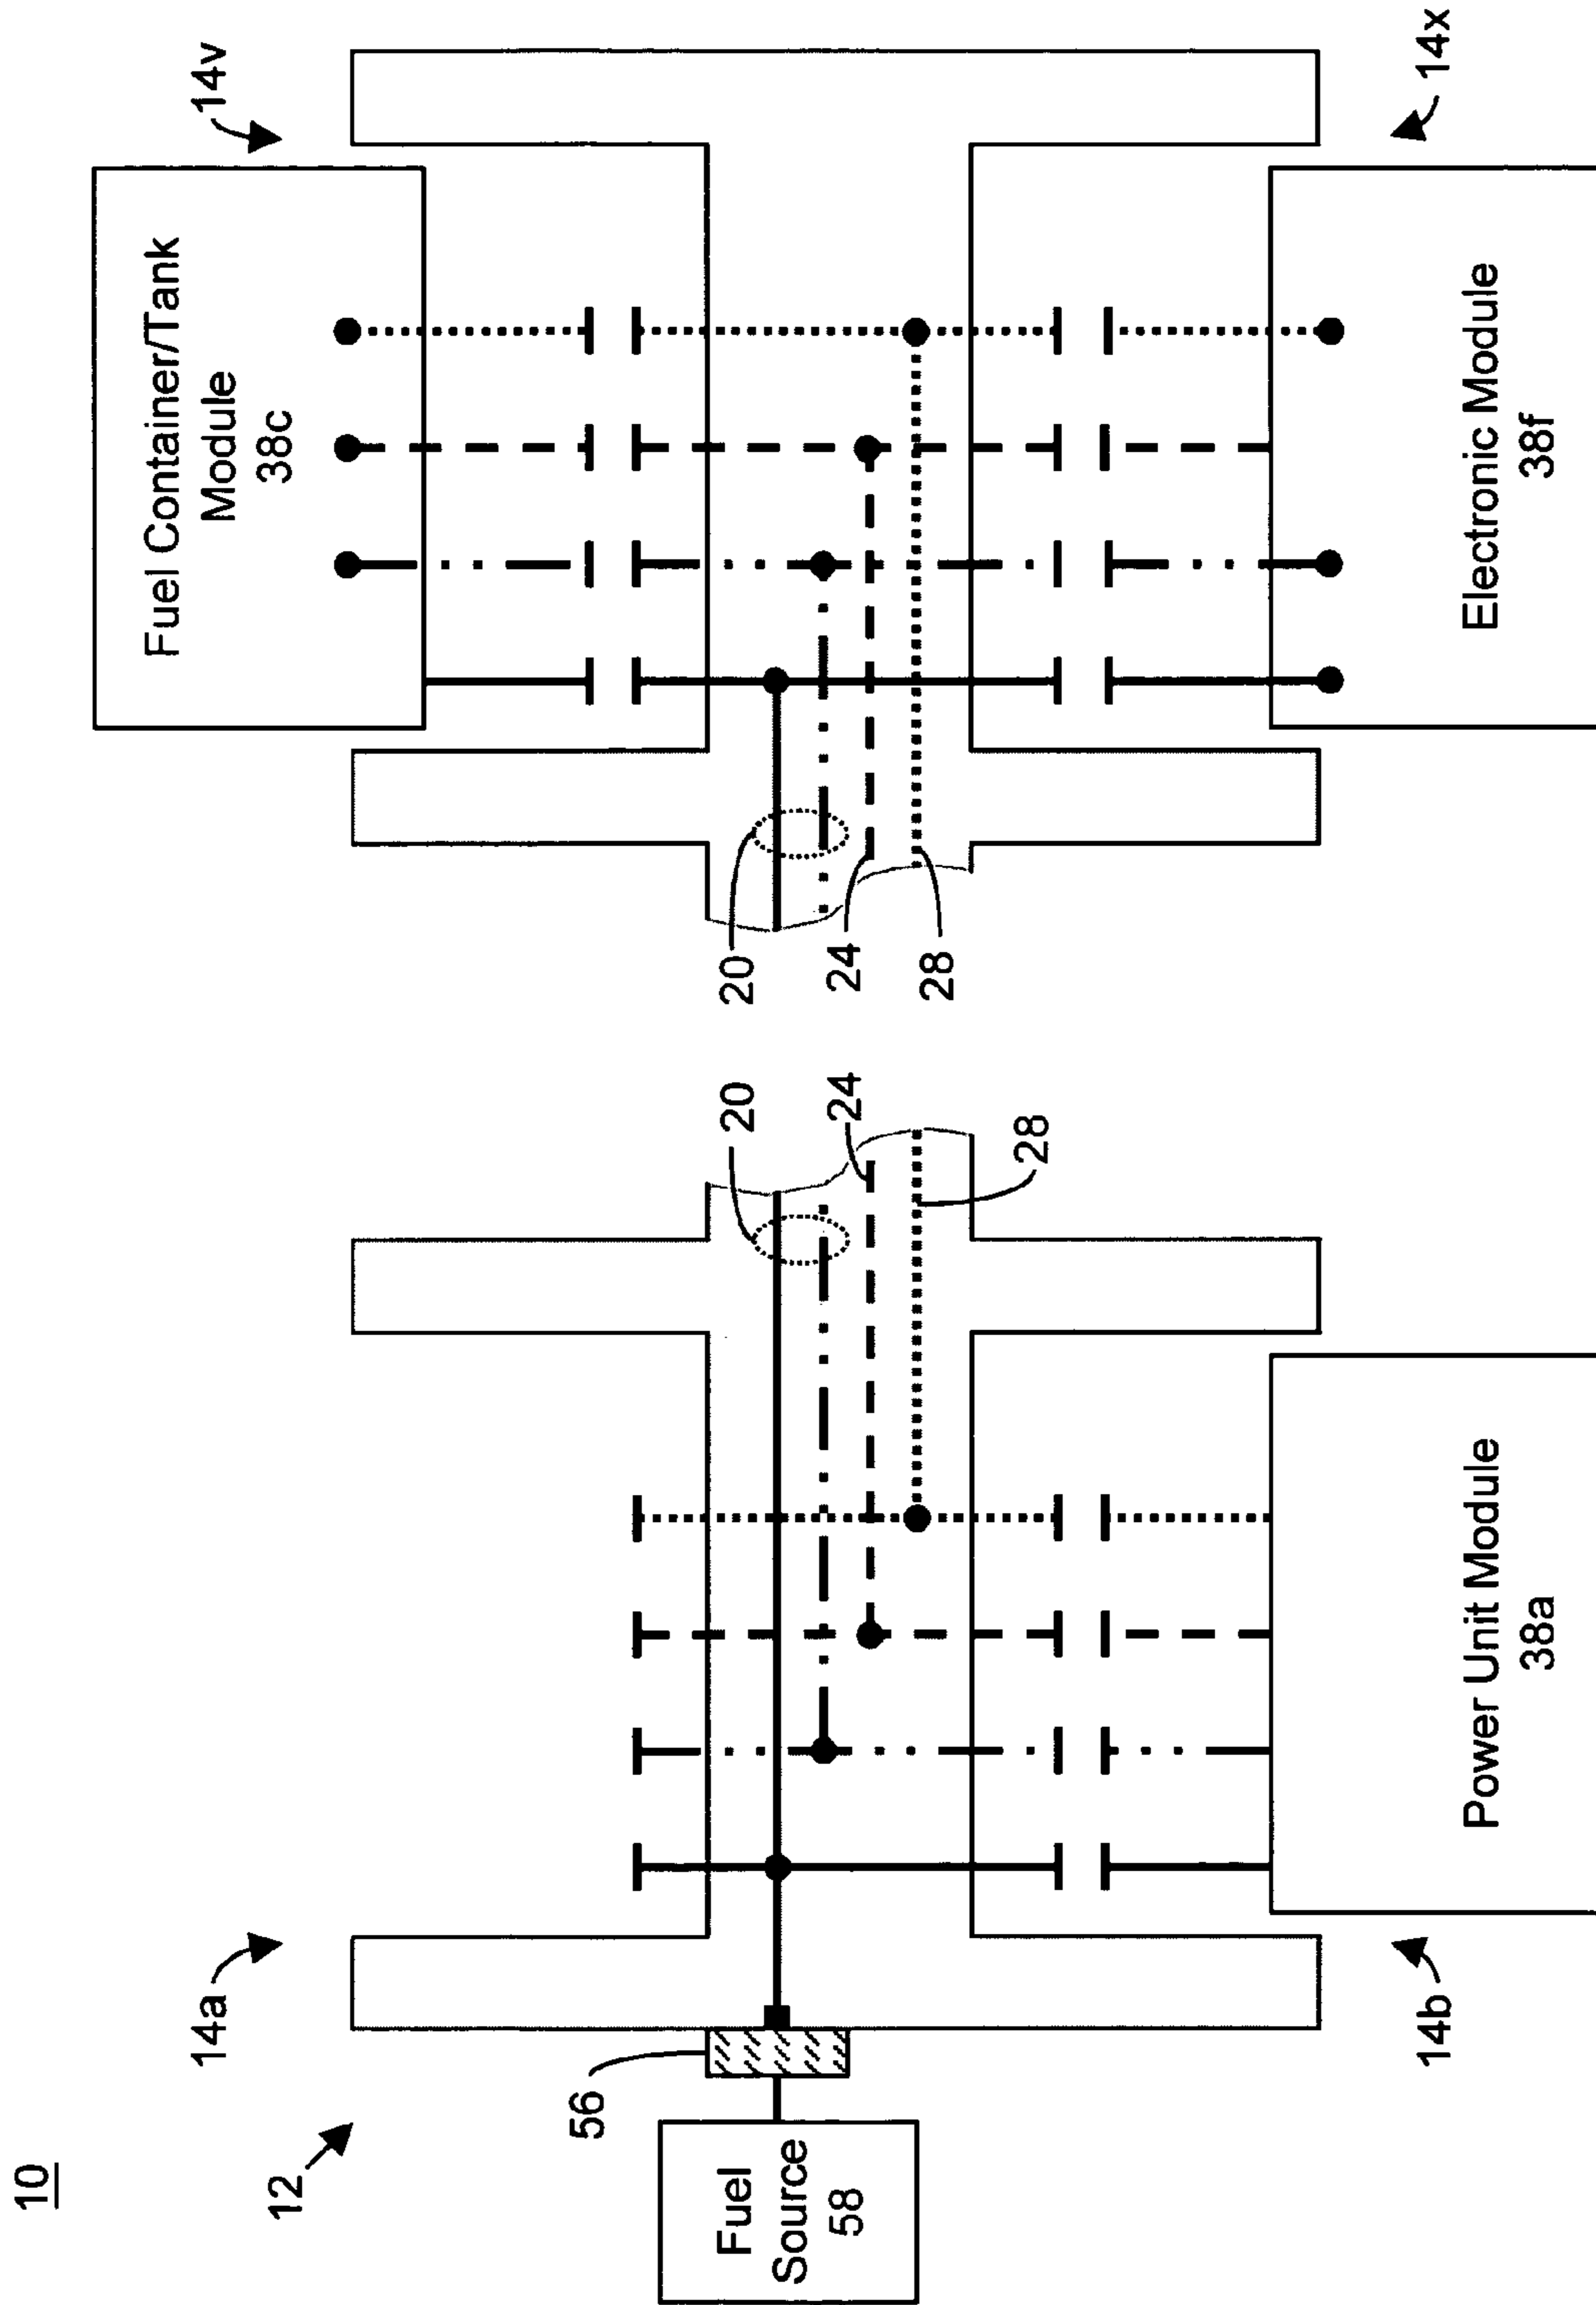 10
12
14a
14v
Fuel Container/Tank
Module
38c
56
Fuel
Source
58
20
24
28
20
24
28
14b
14x
Power Unit Module
38a
Electronic Module
38f